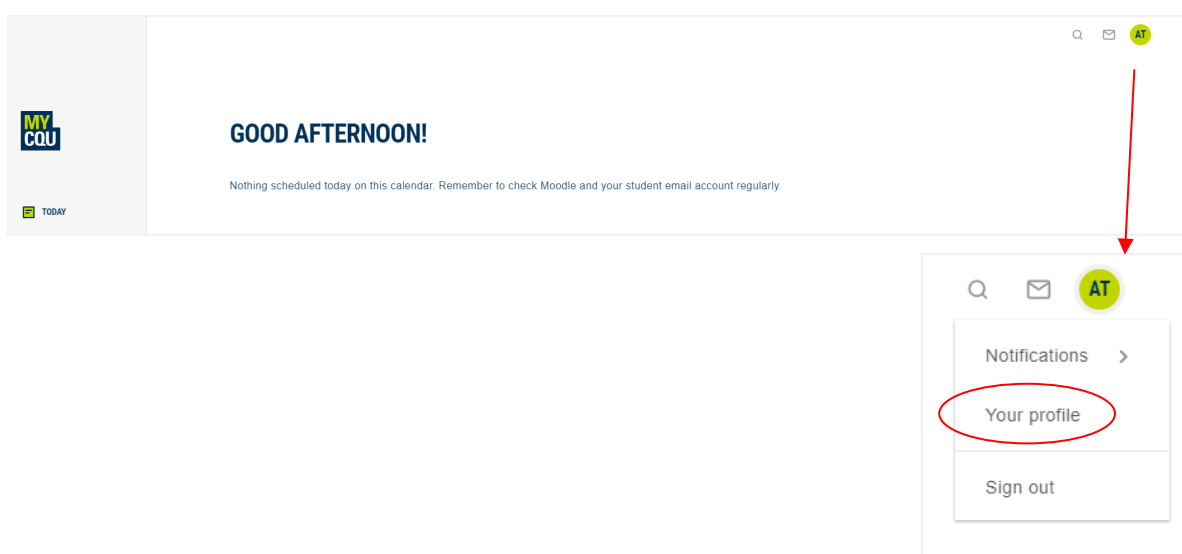 AT
MY
CQU
GOOD AFTERNOON!
Nothing scheduled today on this calendar. Remember to check Moodle and your student email account regularly.
TODAY
AT
Notifications
Your profile
Sign out